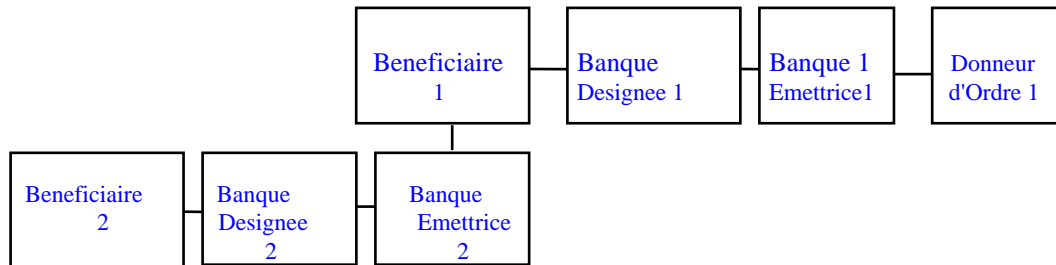 Beneficiaire
1
Banque
Designee 1
Banque 1
Emettrice1
Donneur
d'Ordre 1
Beneficiaire
2
Banque
Designee
2
Banque
Emettrice
2